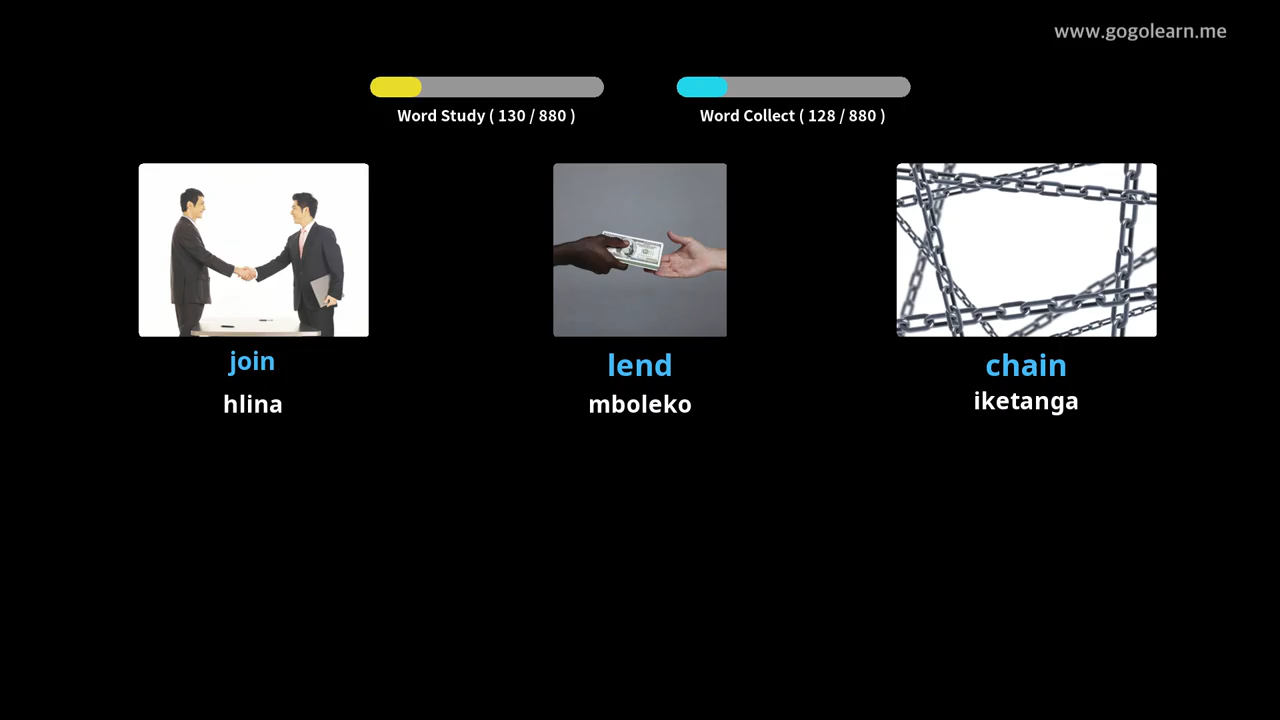 www.gogolearn.me
Word Study ( 130 / 880 )
Word Collect ( 128 / 880 )
join
lend
chain
hlina
mboleko
iketanga